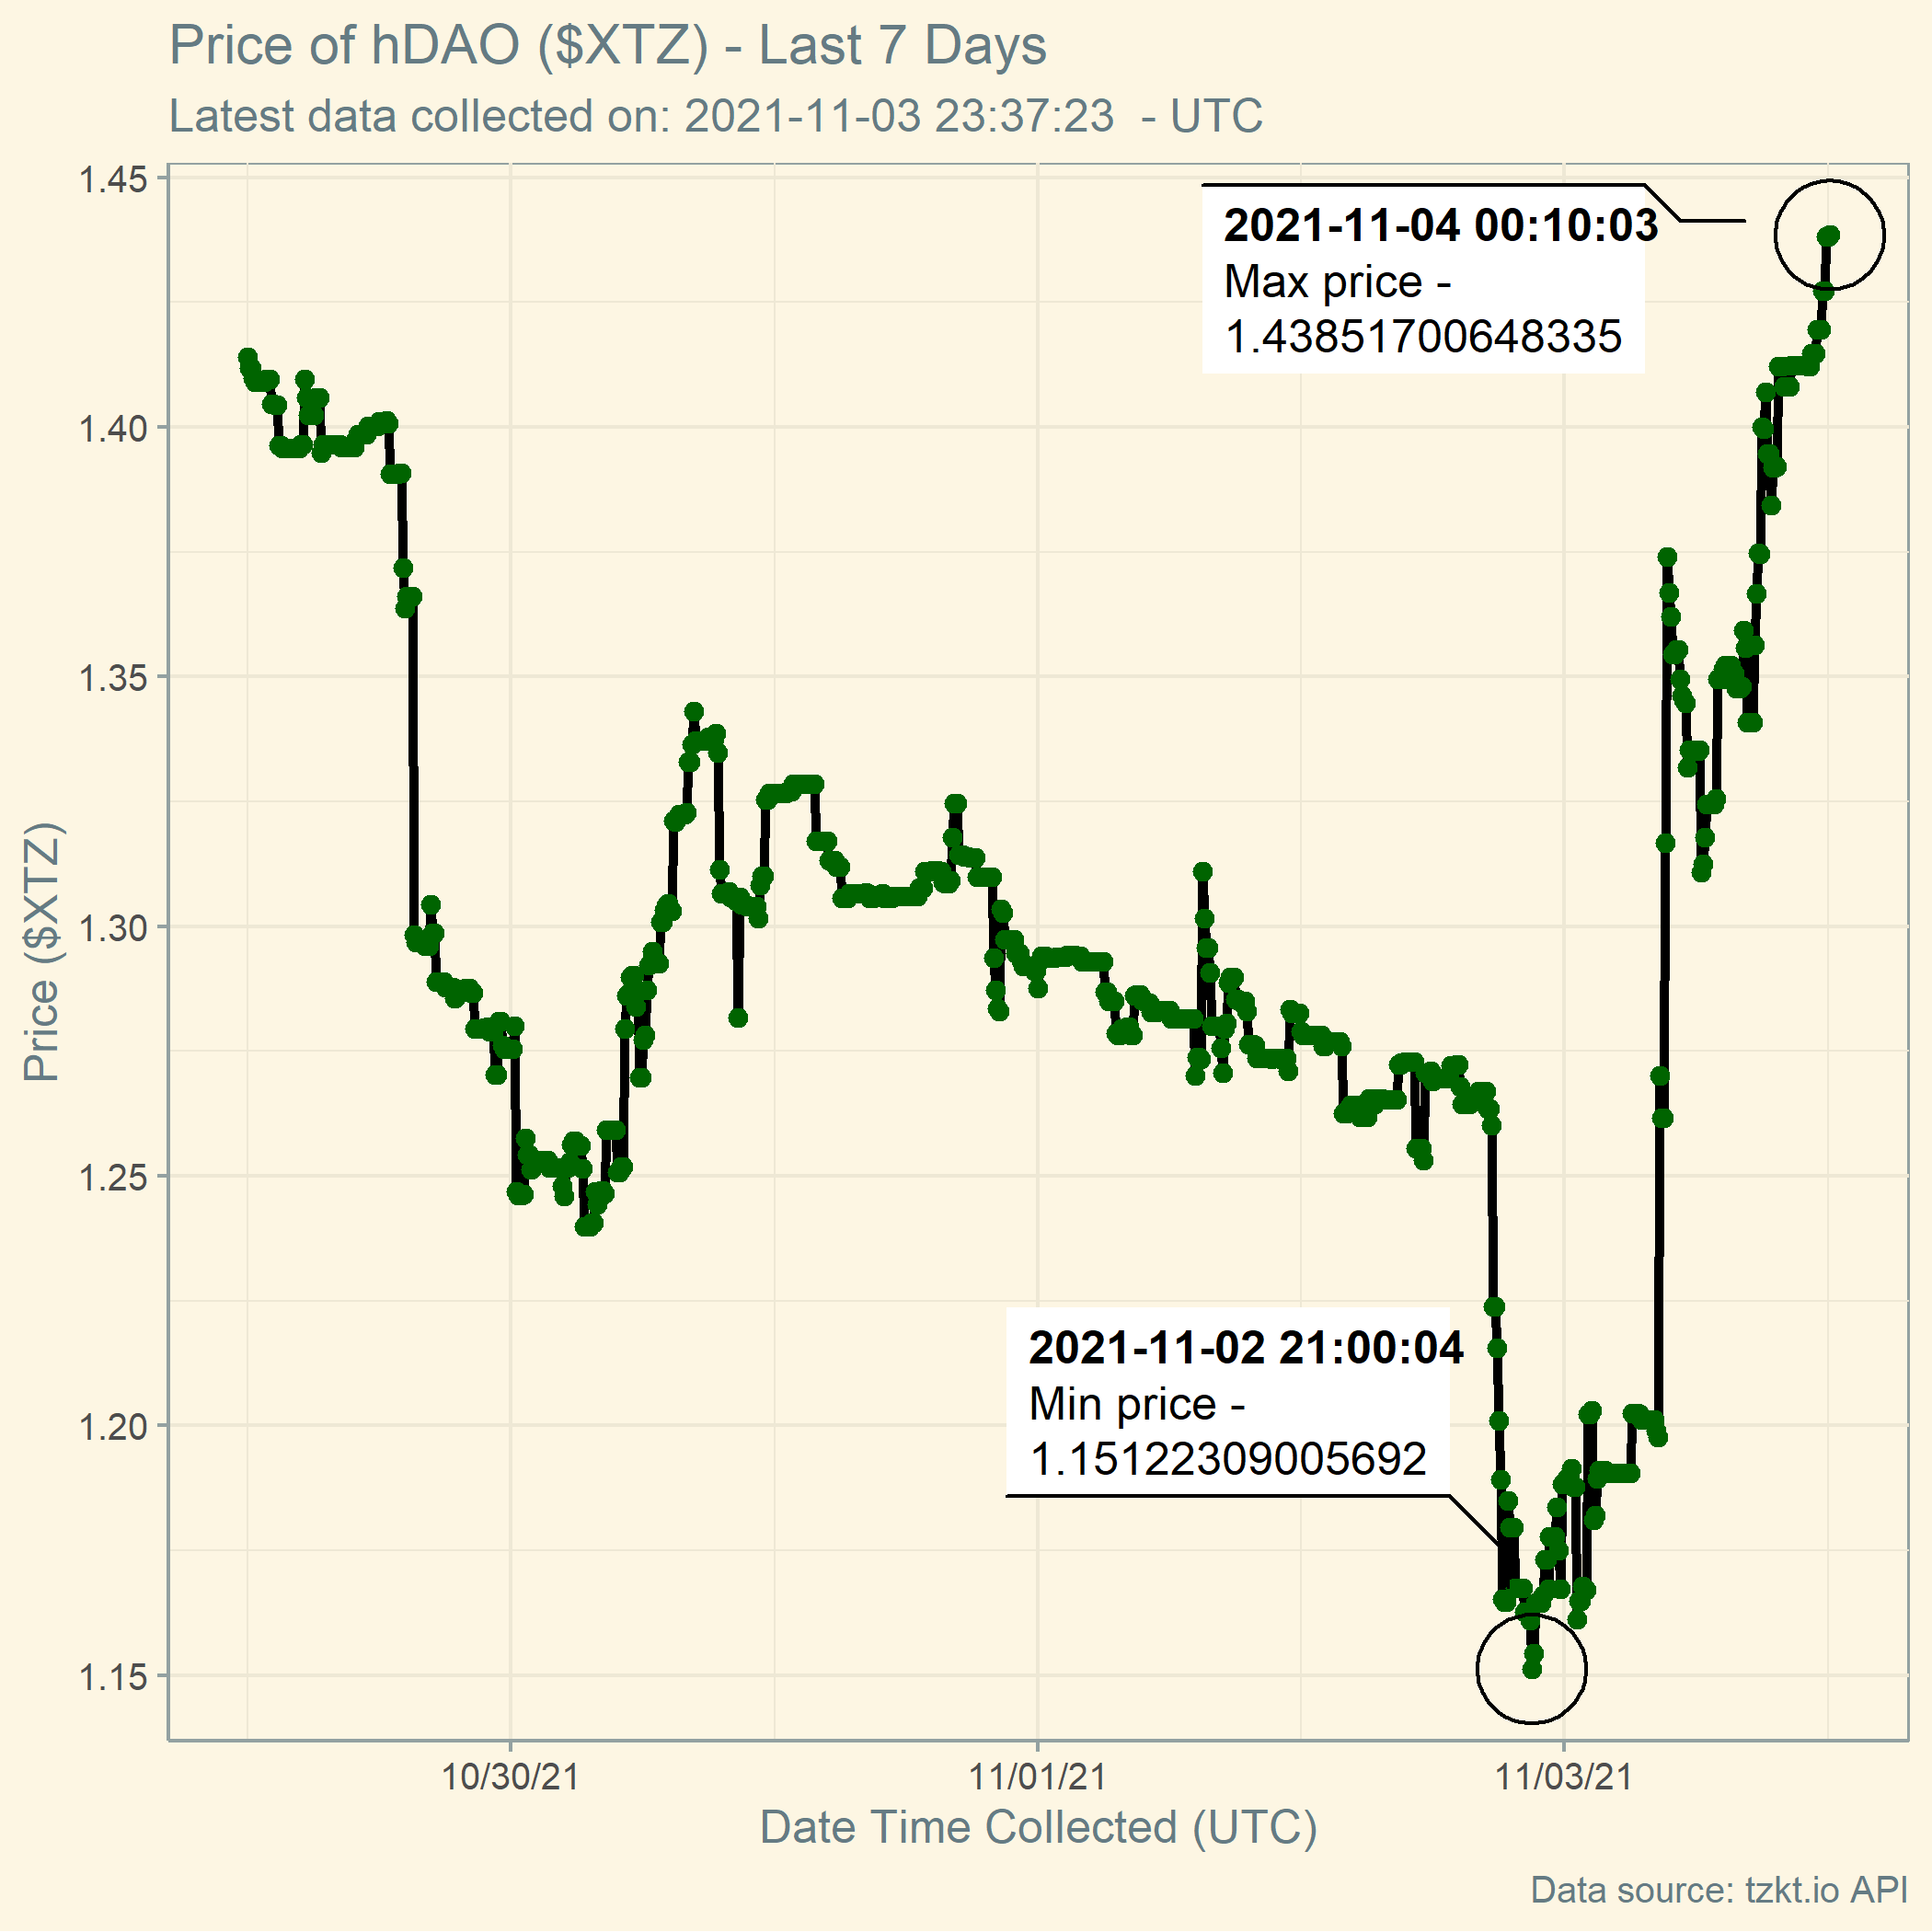 Price of hDAO ($XTZ) - Last 7 Days
Latest data collected on: 2021-11-03 23:37:23  - UTC
1.45
1.40
1.35
1.30
1.25
1.20
1.15
Price ($XTZ)
2021-11-04 00:10:03
Max price -
1.43851700648335
2021-11-02 21:00:04
Min price -
1.15122309005692
10/30/21
11/01/21
11/03/21
Date Time Collected (UTC)
Data source: tzkt.io API